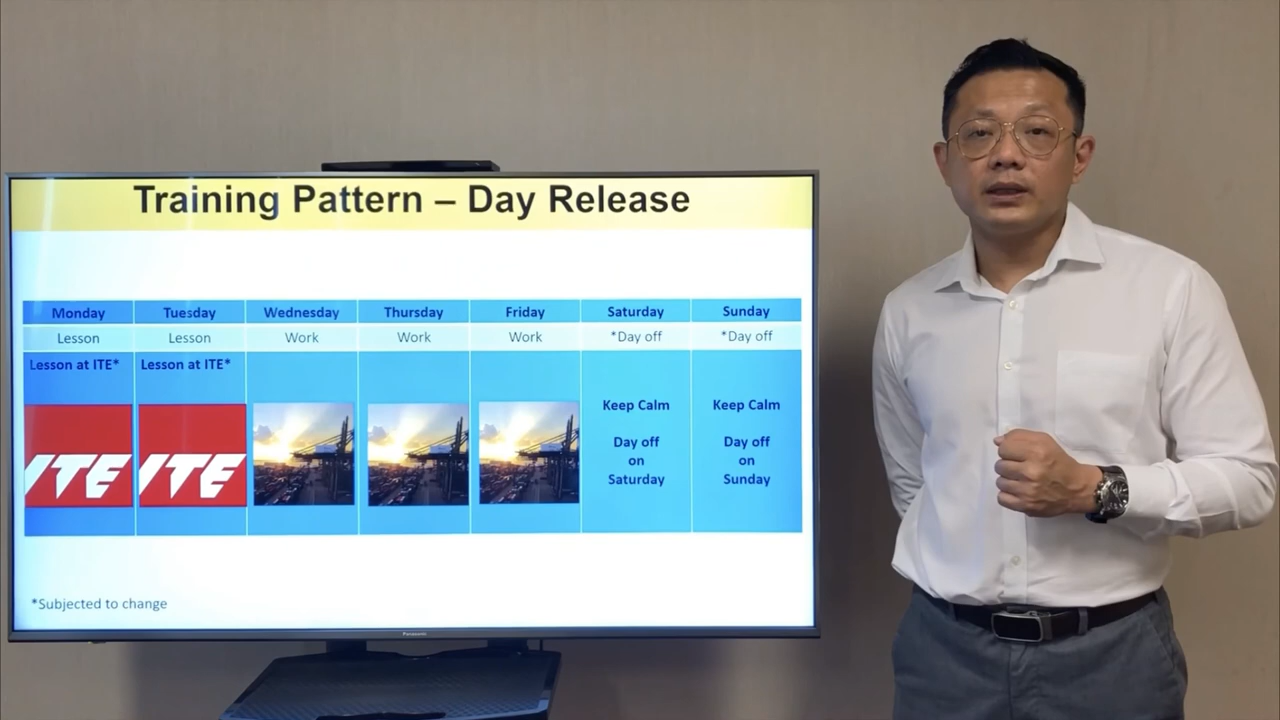 Training Pattern – Day Release
Monday Tuesday Wednesday Thursday Friday Saturday Sunday
Lesson Lesson Work Work Work *Day off *Day off
Lesson at ITE* Lesson at ITE*
ITE ITE
Keep Calm Keep Calm
Day off Day off
on on
Saturday Sunday
*Subjected to change
Panasonic